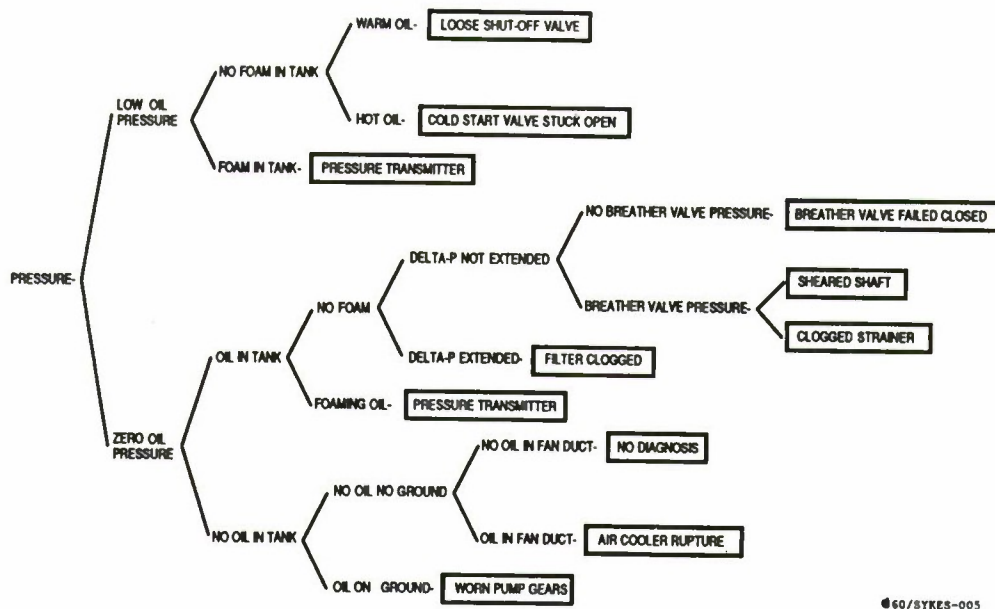 WARM OIL- LOOSE SHUT-OFF VALVE
NO FOAM IN TANK
LOW OIL
PRESSURE
HOT OIL- COLD START VALVE STUCK OPEN
FOAM IN TANK- PRESSURE TRANSMITTER
NO BREATHER VALVE PRESSURE- BREATHER VALVE FAILED CLOSED
DELTA-P NOT EXTENDED
PRESSURE-
SHEARED SHAFT
NO FOAM
BREATHER VALVE PRESSURE-
CLOGGED STRAINER
OIL IN TANK
DELTA-P EXTENDED- FILTER CLOGGED
FOAMING OIL- PRESSURE TRANSMITTER
ZERO OIL
PRESSURE
NO OIL IN FAN DUCT- NO DIAGNOSIS
NO OIL NO GROUND
NO OIL IN TANK
OIL IN FAN DUCT- AIR COOLER RUPTURE
OIL ON GROUND- WORN PUMP GEARS
60/SYKES-005